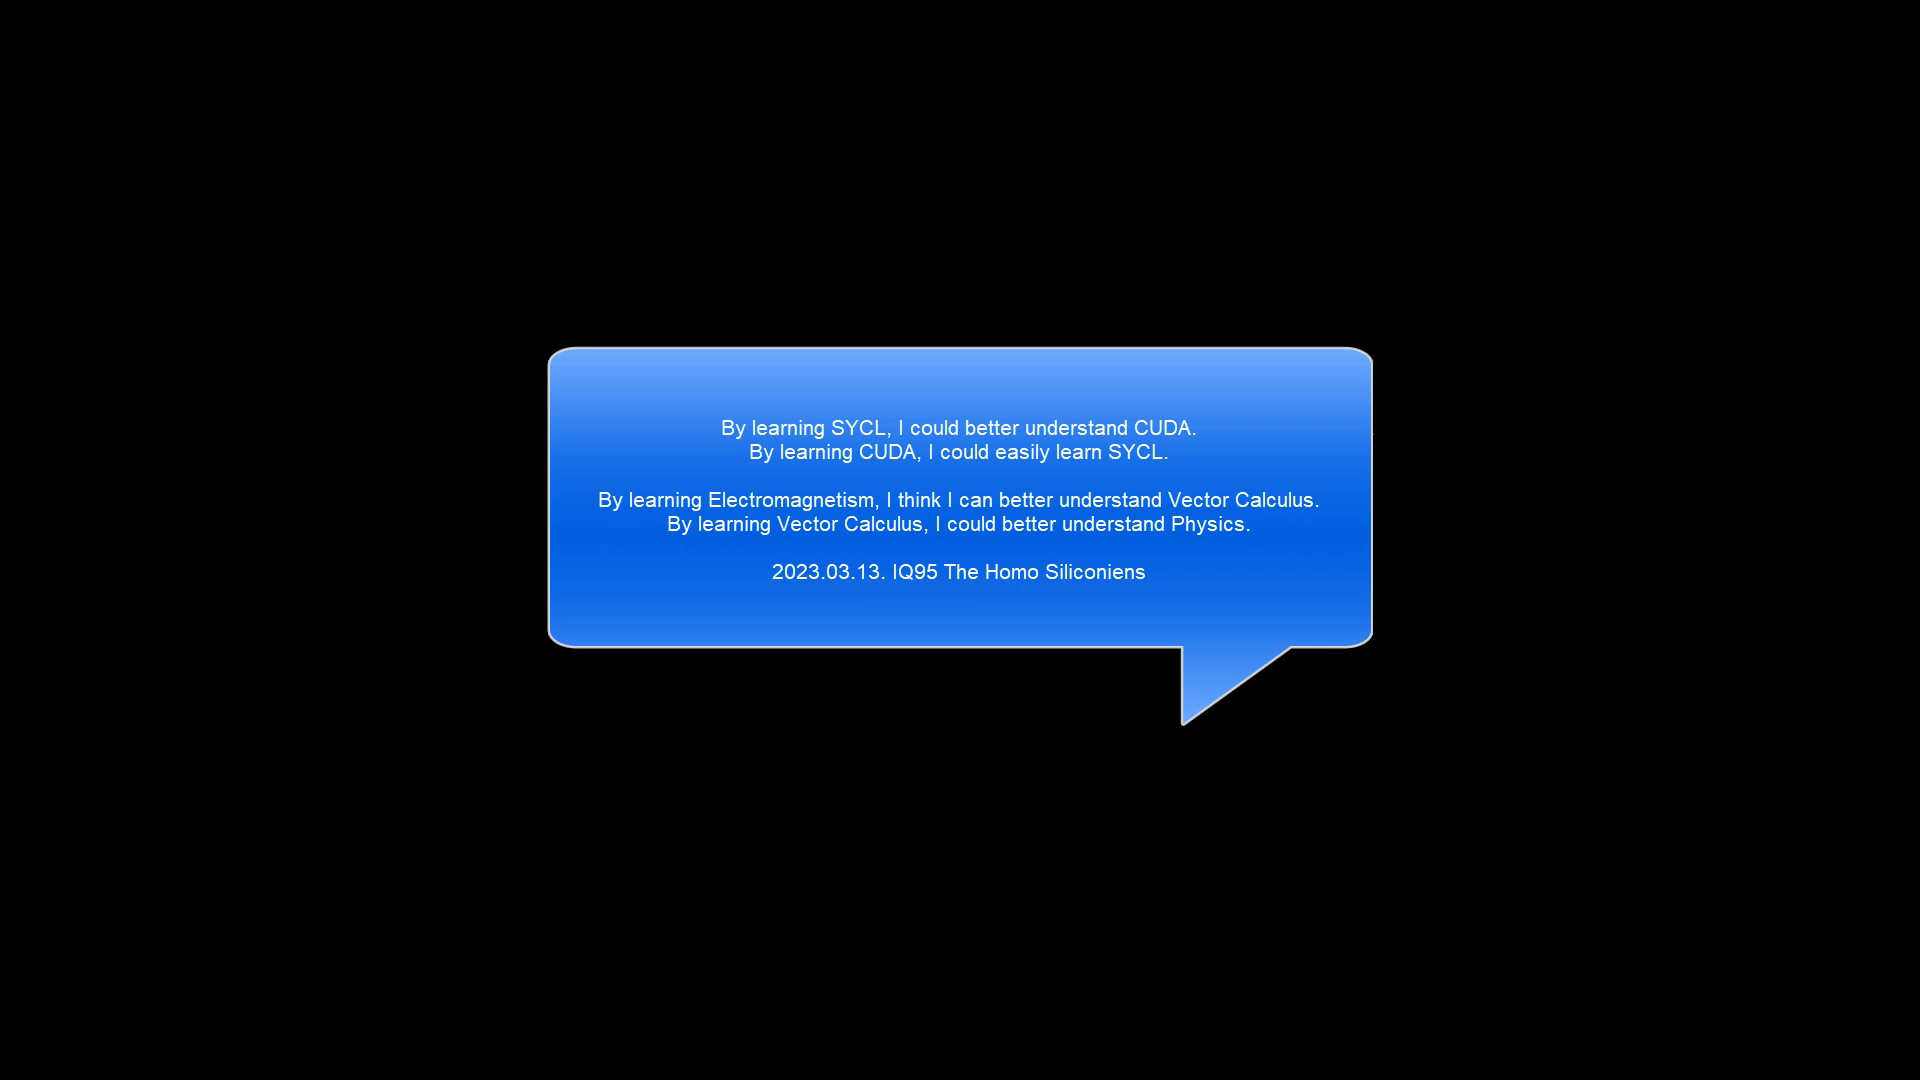 By learning SYCL, I could better understand CUDA.
By learning CUDA, I could easily learn SYCL.
By learning Electromagnetism, I think I can better understand Vector Calculus.
By learning Vector Calculus, I could better understand Physics.
2023.03.13. IQ95 The Homo Siliconiens